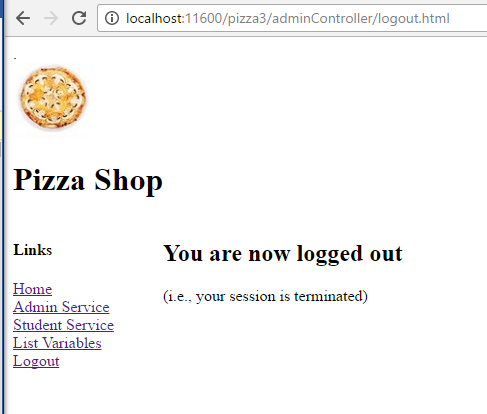 localhost:11600/pizza3/adminController/logout.html
.
Pizza Shop
Links
Home
Admin Service
Student Service
List Variables
Logout
You are now logged out
(i.e., your session is terminated)